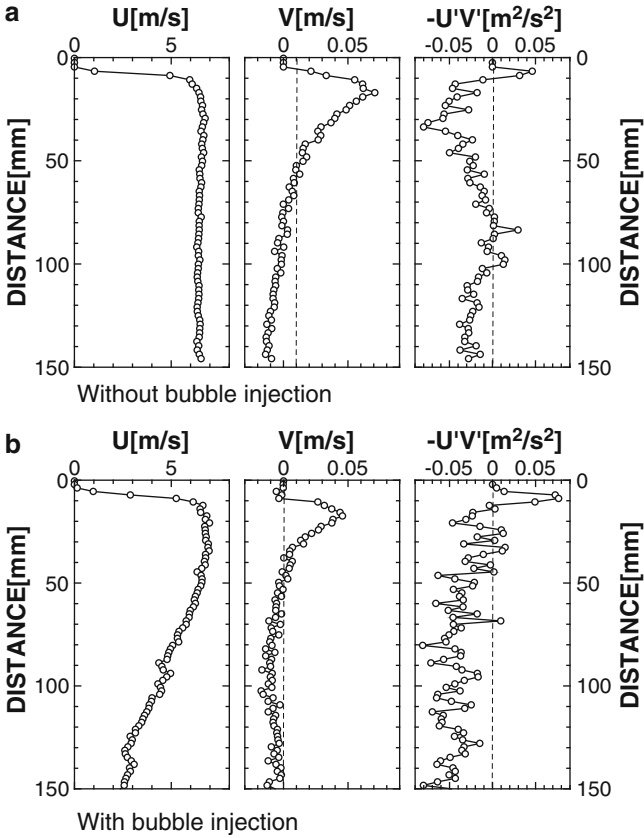 a
U[m/s] V[m/s] -U'V'[m²/s²]
0 5 0 0.05 -0.05 0 0.05
0 0
50 50
100 100
150 150
DISTANCE[mm] DISTANCE[mm]
Without bubble injection
b
U[m/s] V[m/s] -U'V'[m²/s²]
0 5 0 0.05 -0.05 0 0.05
0 0
50 50
100 100
150 150
DISTANCE[mm] DISTANCE[mm]
With bubble injection